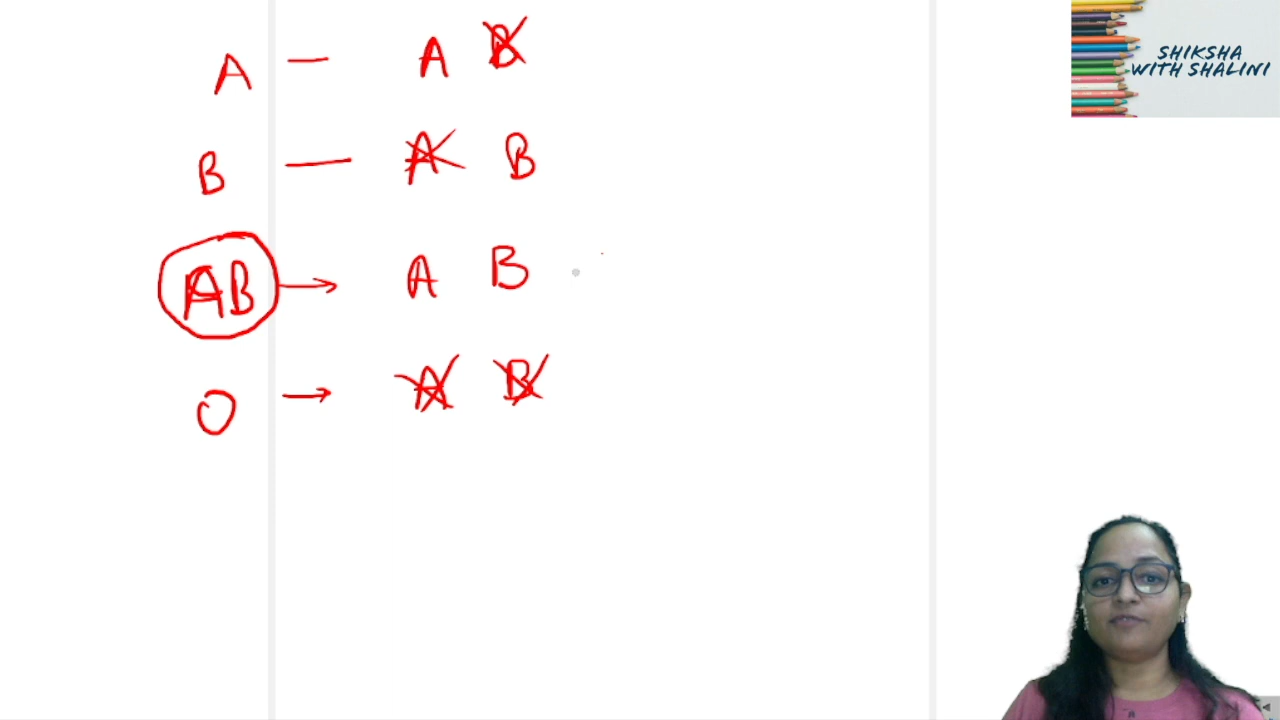 A — A B
B — A B
AB → A B
O → A B
SHIKSHA
WITH SHALINI